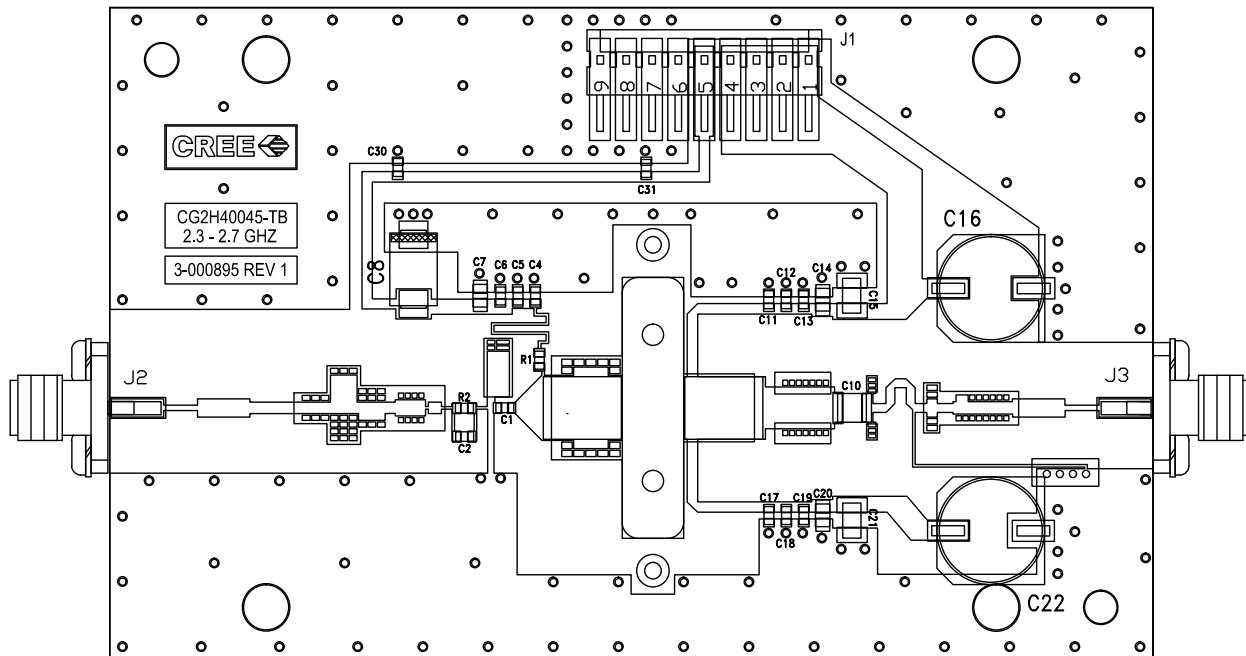 J1
9 8 7 6 5 4 3 2 1
CREE
C30
C31
CG2H40045-TB
2.3 - 2.7 GHZ
3-000895 REV 1
C16
C8
C7
C6
C5
C4
C12
C14
C15
C11
C13
R1
J2
J3
C10
R2
C1
C2
C17
C19
C20
C21
C18
C22